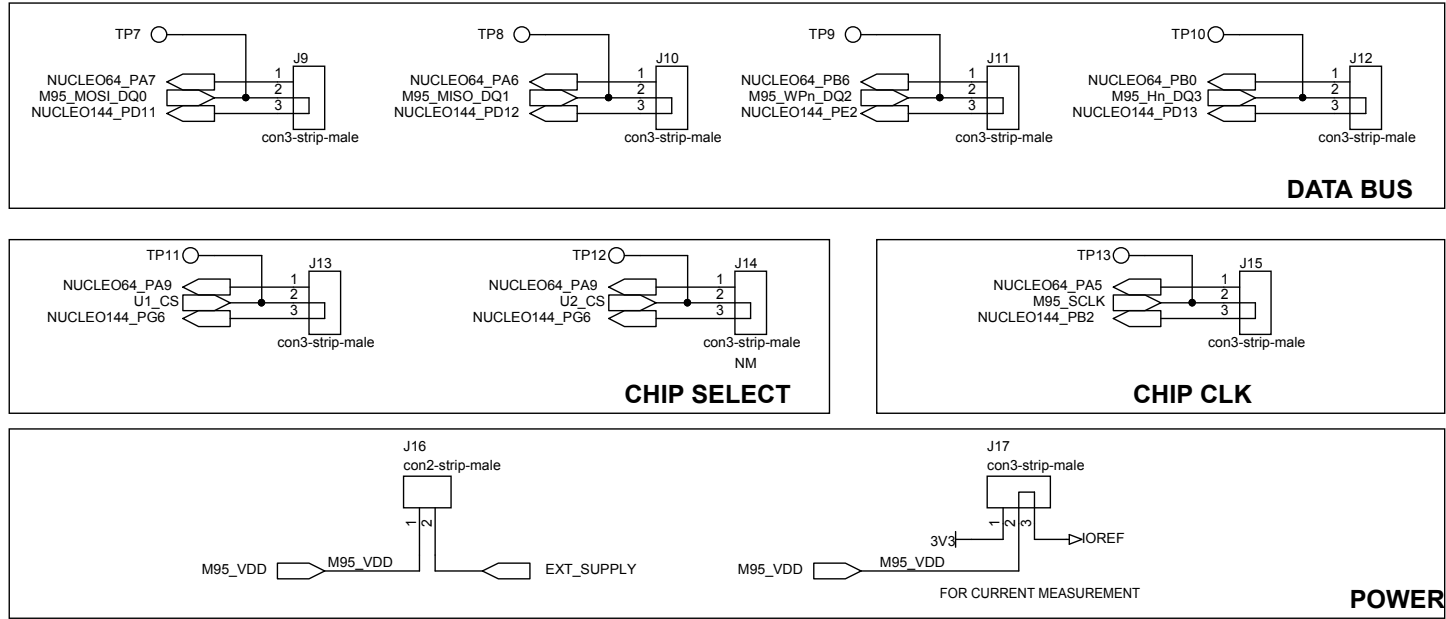 TP7
J9
NUCLEO64_PA7
M95_MOSI_DQ0
NUCLEO144_PD11
1
2
3
con3-strip-male
TP8
J10
NUCLEO64_PA6
M95_MISO_DQ1
NUCLEO144_PD12
1
2
3
con3-strip-male
TP9
J11
NUCLEO64_PB6
M95_WPn_DQ2
NUCLEO144_PE2
1
2
3
con3-strip-male
TP10
J12
NUCLEO64_PB0
M95_Hn_DQ3
NUCLEO144_PD13
1
2
3
con3-strip-male
DATA BUS
TP11
J13
NUCLEO64_PA9
U1_CS
NUCLEO144_PG6
1
2
3
con3-strip-male
TP12
J14
NUCLEO64_PA9
U2_CS
NUCLEO144_PG6
1
2
3
con3-strip-male
NM
CHIP SELECT
TP13
J15
NUCLEO64_PA5
M95_SCLK
NUCLEO144_PB2
1
2
3
con3-strip-male
CHIP CLK
J16
con2-strip-male
1
2
M95_VDD
M95_VDD
EXT_SUPPLY
J17
con3-strip-male
1
2
3
3V3
IOREF
M95_VDD
M95_VDD
FOR CURRENT MEASUREMENT
POWER